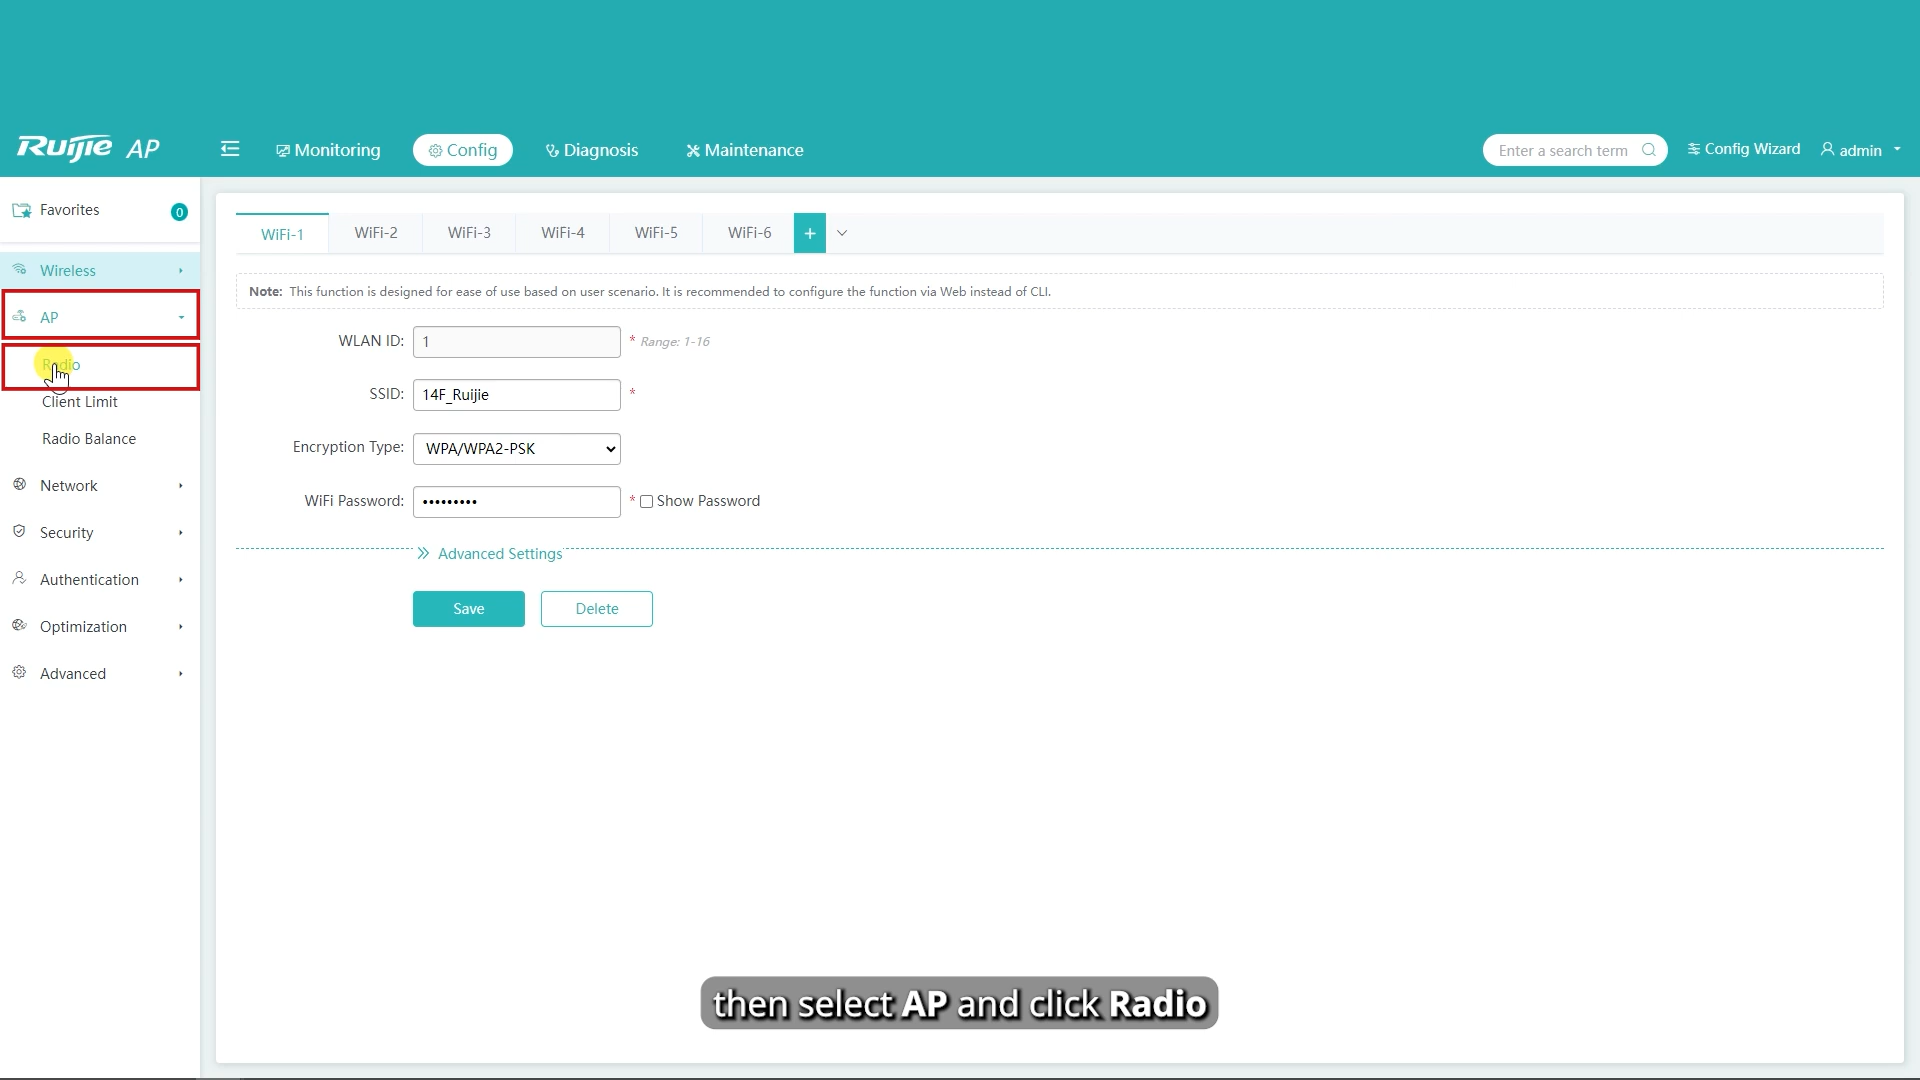 Ruijie AP
Monitoring
Config
Diagnosis
Maintenance
Enter a search term
Config Wizard
admin
Favorites
0
Wireless
AP
Radio
Client Limit
Radio Balance
Network
Security
Authentication
Optimization
Advanced
WiFi-1
WiFi-2
WiFi-3
WiFi-4
WiFi-5
WiFi-6
+
Note: This function is designed for ease of use based on user scenario. It is recommended to configure the function via Web instead of CLI.
WLAN ID: 1 * Range: 1-16
SSID: 14F_Ruijie *
Encryption Type: WPA/WPA2-PSK
WiFi Password: ••••••••• * Show Password
Advanced Settings
Save
Delete
then select AP and click Radio